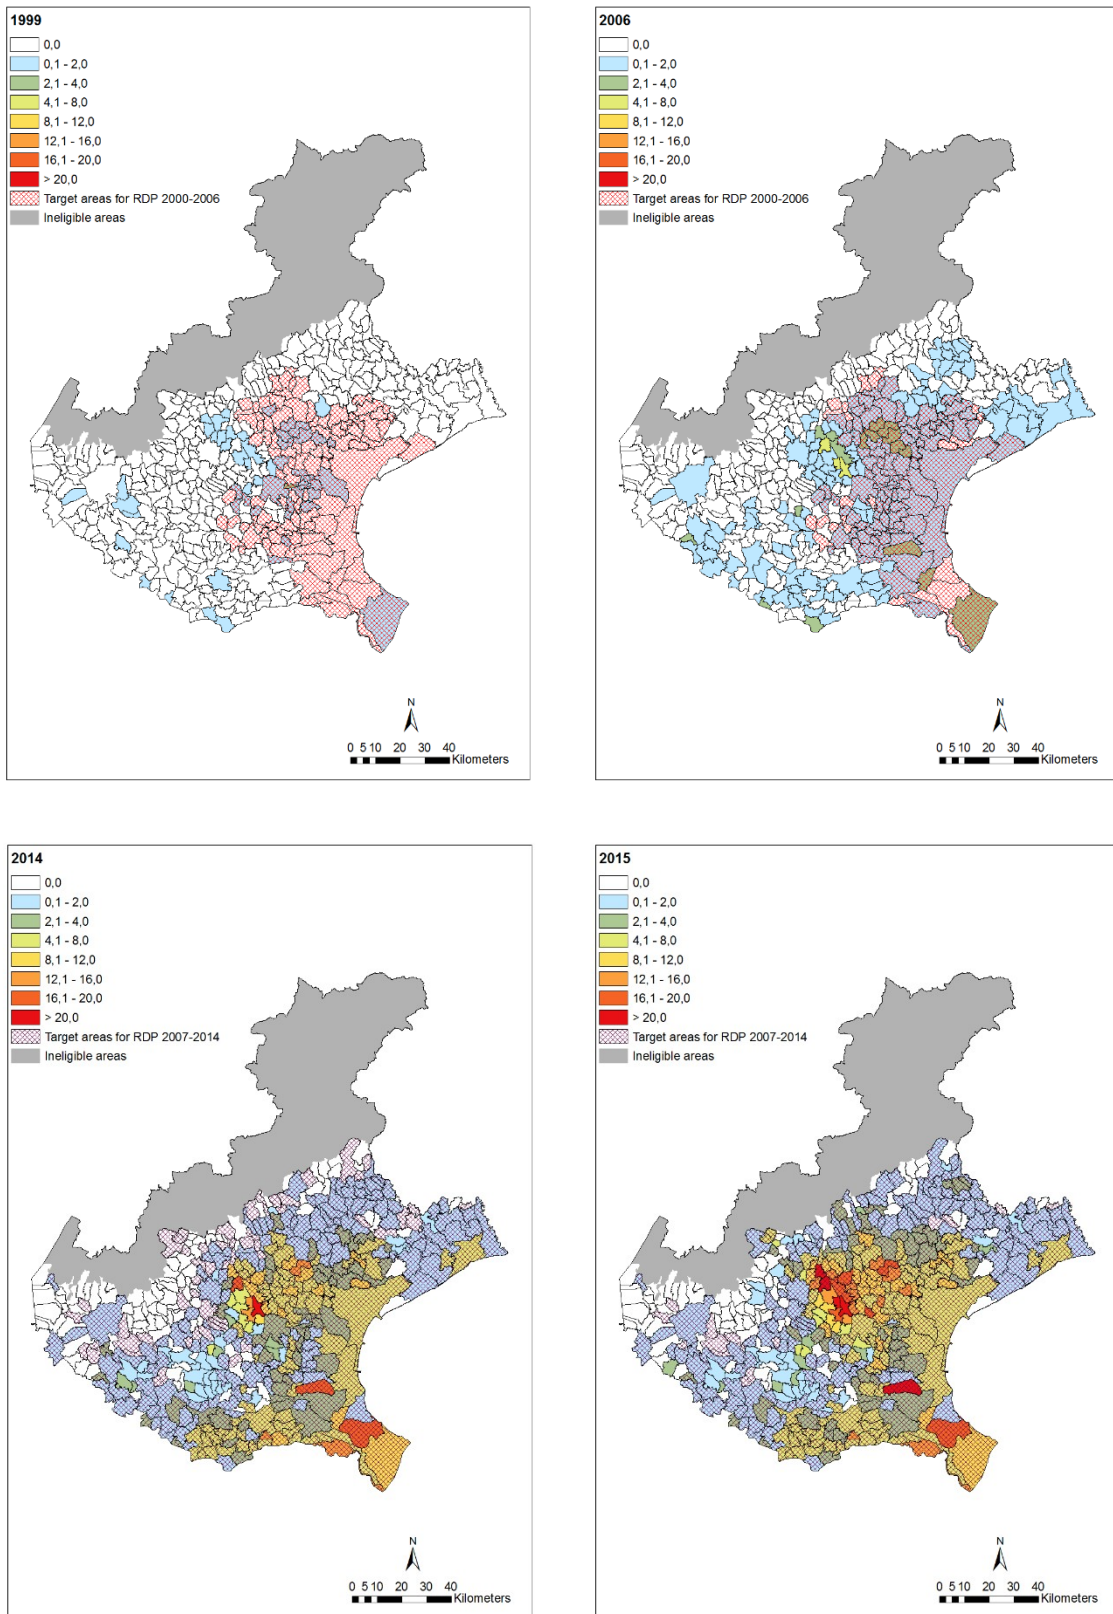 1999
0,0
0,1 - 2,0
2,1 - 4,0
4,1 - 8,0
8,1 - 12,0
12,1 - 16,0
16,1 - 20,0
> 20,0
Target areas for RDP 2000-2006
Ineligible areas
N
0 5 10 20 30 40
Kilometers
2006
0,0
0,1 - 2,0
2,1 - 4,0
4,1 - 8,0
8,1 - 12,0
12,1 - 16,0
16,1 - 20,0
> 20,0
Target areas for RDP 2000-2006
Ineligible areas
N
0 5 10 20 30 40
Kilometers
2014
0,0
0,1 - 2,0
2,1 - 4,0
4,1 - 8,0
8,1 - 12,0
12,1 - 16,0
16,1 - 20,0
> 20,0
Target areas for RDP 2007-2014
Ineligible areas
N
0 5 10 20 30 40
Kilometers
2015
0,0
0,1 - 2,0
2,1 - 4,0
4,1 - 8,0
8,1 - 12,0
12,1 - 16,0
16,1 - 20,0
> 20,0
Target areas for RDP 2007-2014
Ineligible areas
N
0 5 10 20 30 40
Kilometers